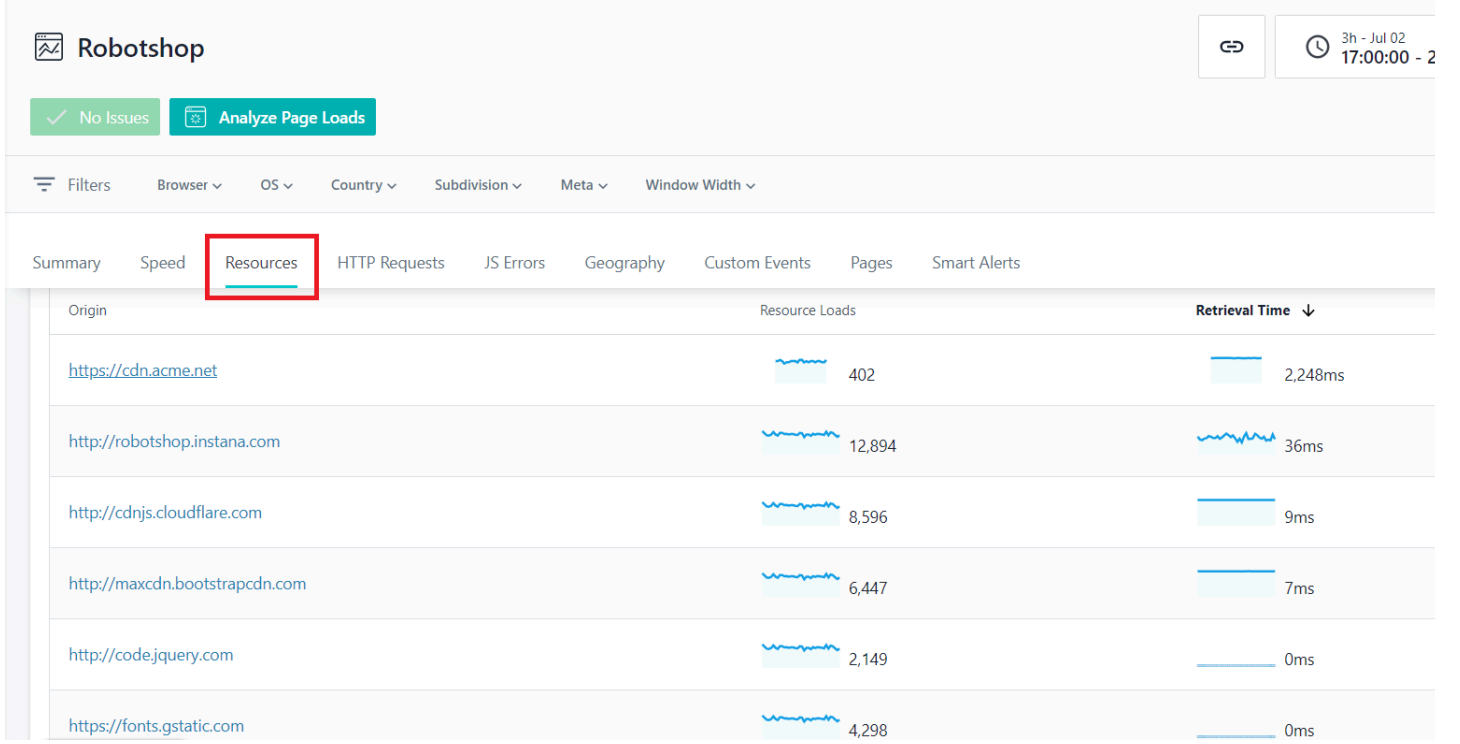 Robotshop
3h - Jul 02
17:00:00 - 2
No Issues
Analyze Page Loads
Filters Browser OS Country Subdivision Meta Window Width
Summary Speed Resources HTTP Requests JS Errors Geography Custom Events Pages Smart Alerts
Origin Resource Loads Retrieval Time
https://cdn.acme.net 402 2,248ms
http://robotshop.instana.com 12,894 36ms
http://cdnjs.cloudflare.com 8,596 9ms
http://maxcdn.bootstrapcdn.com 6,447 7ms
http://code.jquery.com 2,149 0ms
https://fonts.gstatic.com 4,298 0ms